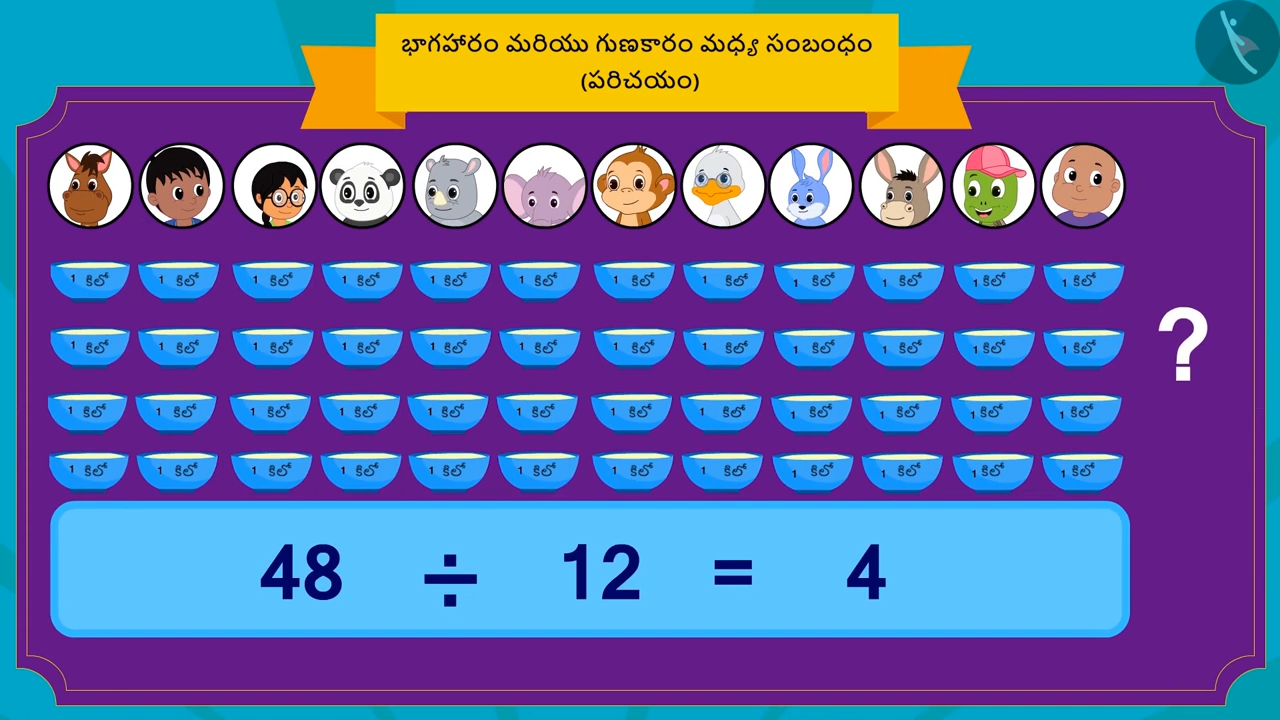 భాగహారం మరియు గుణకారం మధ్య సంబంధం
(పరిచయం)
1 కిలో 1 కిలో 1 కిలో 1 కిలో 1 కిలో 1 కిలో 1 కిలో 1 కిలో 1 కిలో 1 కిలో 1 కిలో 1 కిలో
1 కిలో 1 కిలో 1 కిలో 1 కిలో 1 కిలో 1 కిలో 1 కిలో 1 కిలో 1 కిలో 1 కిలో 1 కిలో 1 కిలో
?
1 కిలో 1 కిలో 1 కిలో 1 కిలో 1 కిలో 1 కిలో 1 కిలో 1 కిలో 1 కిలో 1 కిలో 1 కిలో 1 కిలో
1 కిలో 1 కిలో 1 కిలో 1 కిలో 1 కిలో 1 కిలో 1 కిలో 1 కిలో 1 కిలో 1 కిలో 1 కిలో 1 కిలో
48 ÷ 12 = 4